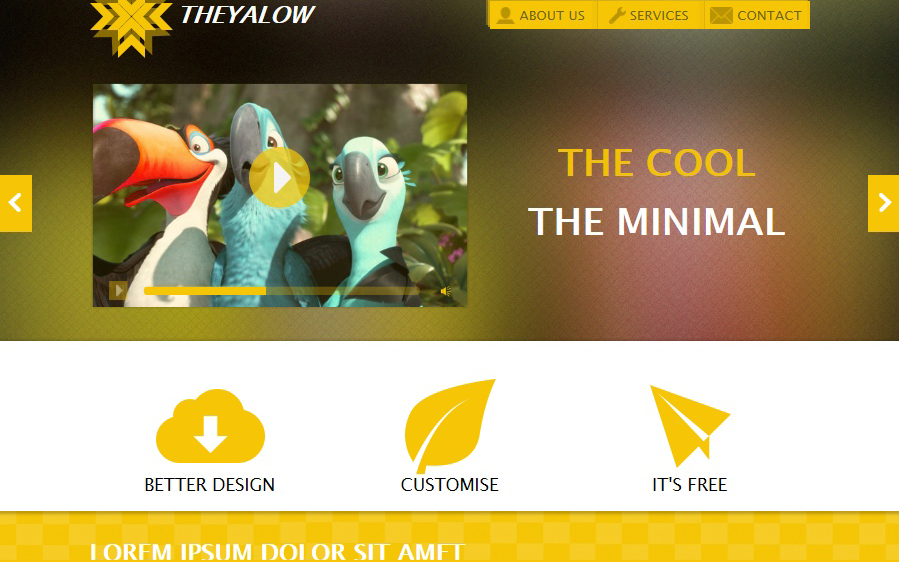 THEYALOW
ABOUT US
SERVICES
CONTACT
THE COOL
THE MINIMAL
BETTER DESIGN
CUSTOMISE
IT'S FREE
LOREM IPSUM DOLOR SIT AMET